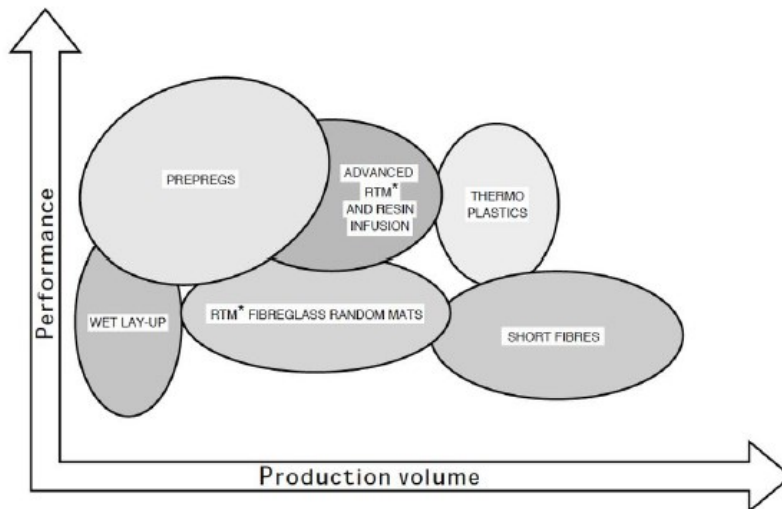 Performance
PREPREGS
ADVANCED
RTM*
AND RESIN
INFUSION
THERMO
PLASTICS
WET LAY-UP
RTM* FIBREGLASS RANDOM MATS
SHORT FIBRES
Production volume